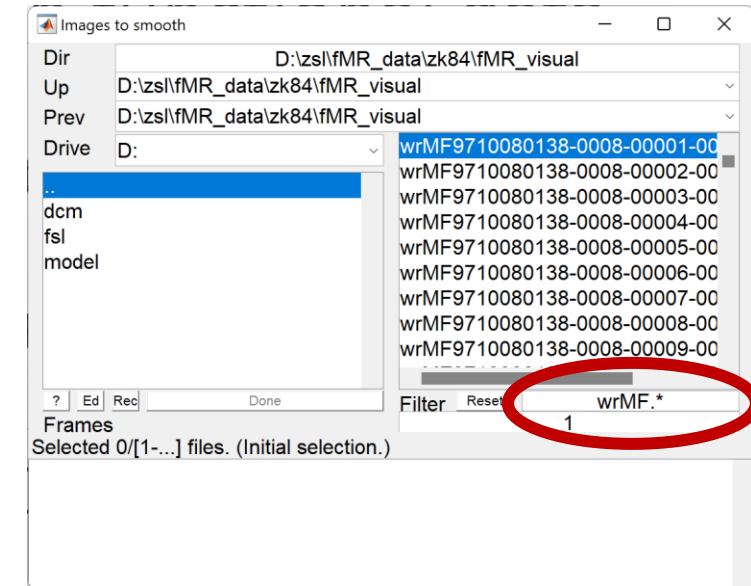 Images to smooth
Dir D:\zsl\fMR_data\zk84\fMR_visual
Up D:\zsl\fMR_data\zk84\fMR_visual
Prev D:\zsl\fMR_data\zk84\fMR_visual
Drive D:
..
dcm
fsl
model
wrMF9710080138-0008-00001-00
wrMF9710080138-0008-00002-00
wrMF9710080138-0008-00003-00
wrMF9710080138-0008-00004-00
wrMF9710080138-0008-00005-00
wrMF9710080138-0008-00006-00
wrMF9710080138-0008-00007-00
wrMF9710080138-0008-00008-00
wrMF9710080138-0008-00009-00
? Ed Rec Done
Filter Reset wrMF.*
Frames 1
Selected 0/[1-...] files. (Initial selection.)